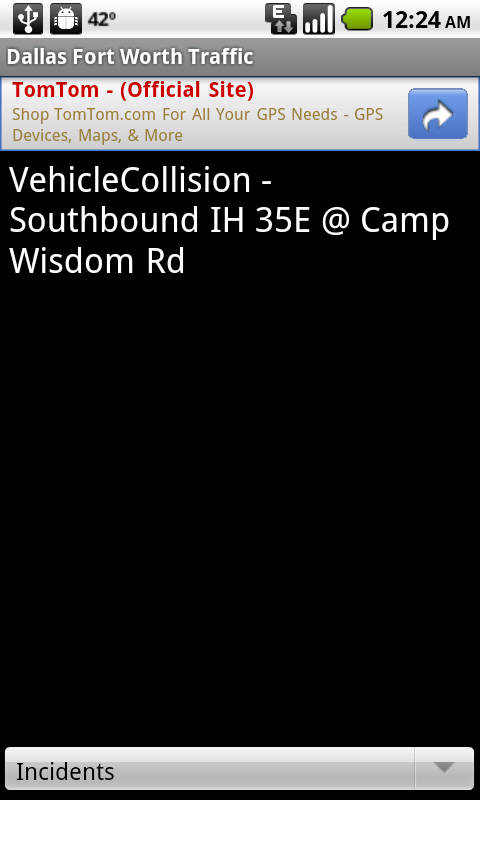 42º
E
12:24 AM
Dallas Fort Worth Traffic
TomTom - (Official Site)
Shop TomTom.com For All Your GPS Needs - GPS
Devices, Maps, & More
VehicleCollision -
Southbound IH 35E @ Camp
Wisdom Rd
Incidents